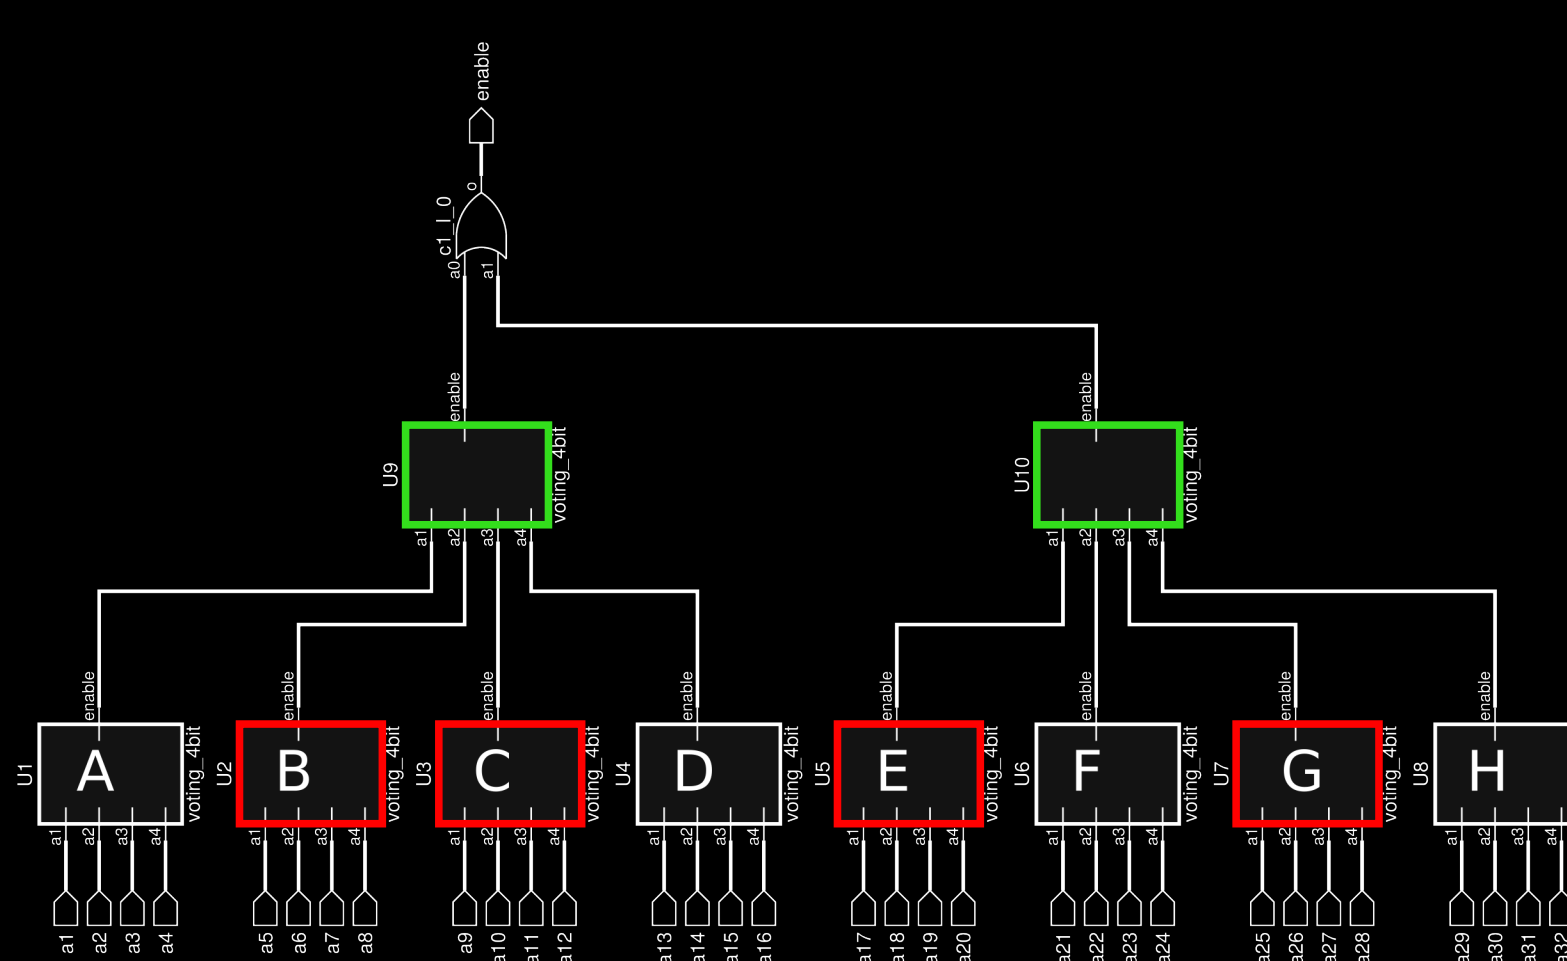 enable
o
c1_I_0
a0 a1
enable enable
U9 voting_4bit U10 voting_4bit
a1 a2 a3 a4 a1 a2 a3 a4
enable enable enable enable enable enable enable enable
U1 A voting_4bit U2 B voting_4bit U3 C voting_4bit U4 D voting_4bit U5 E voting_4bit U6 F voting_4bit U7 G voting_4bit U8 H
a1 a2 a3 a4 a1 a2 a3 a4 a1 a2 a3 a4 a1 a2 a3 a4 a1 a2 a3 a4 a1 a2 a3 a4 a1 a2 a3 a4 a1 a2 a3 a4
a1 a2 a3 a4 a5 a6 a7 a8 a9 a10 a11 a12 a13 a14 a15 a16 a17 a18 a19 a20 a21 a22 a23 a24 a25 a26 a27 a28 a29 a30 a31 a32